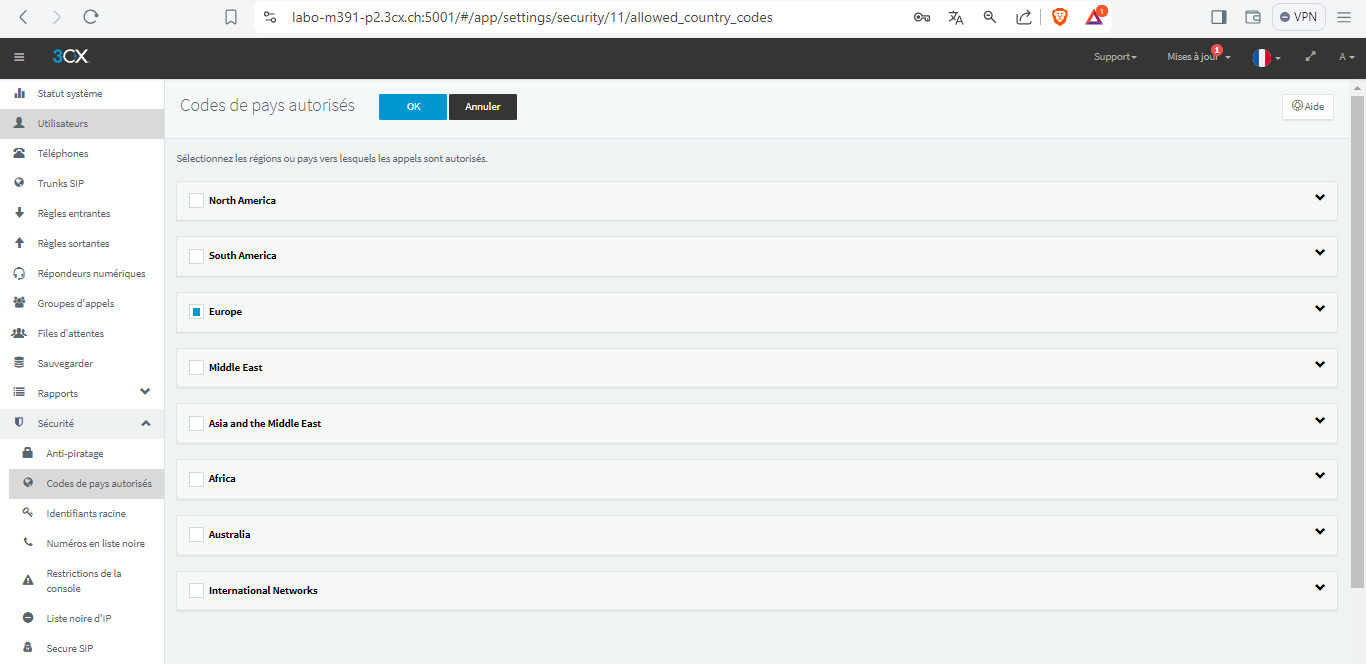 labo-m391-p2.3cx.ch:5001/#/app/settings/security/11/allowed_country_codes
1
VPN
3CX
Support
Mises à jour
1
A
Statut système
Utilisateurs
Téléphones
Trunks SIP
Règles entrantes
Règles sortantes
Répondeurs numériques
Groupes d'appels
Files d'attentes
Sauvegarder
Rapports
Sécurité
Anti-piratage
Codes de pays autorisés
Identifiants racine
Numéros en liste noire
Restrictions de la
console
Liste noire d'IP
Secure SIP
Codes de pays autorisés
OK
Annuler
Aide
Sélectionnez les régions ou pays vers lesquels les appels sont autorisés.
North America
South America
Europe
Middle East
Asia and the Middle East
Africa
Australia
International Networks